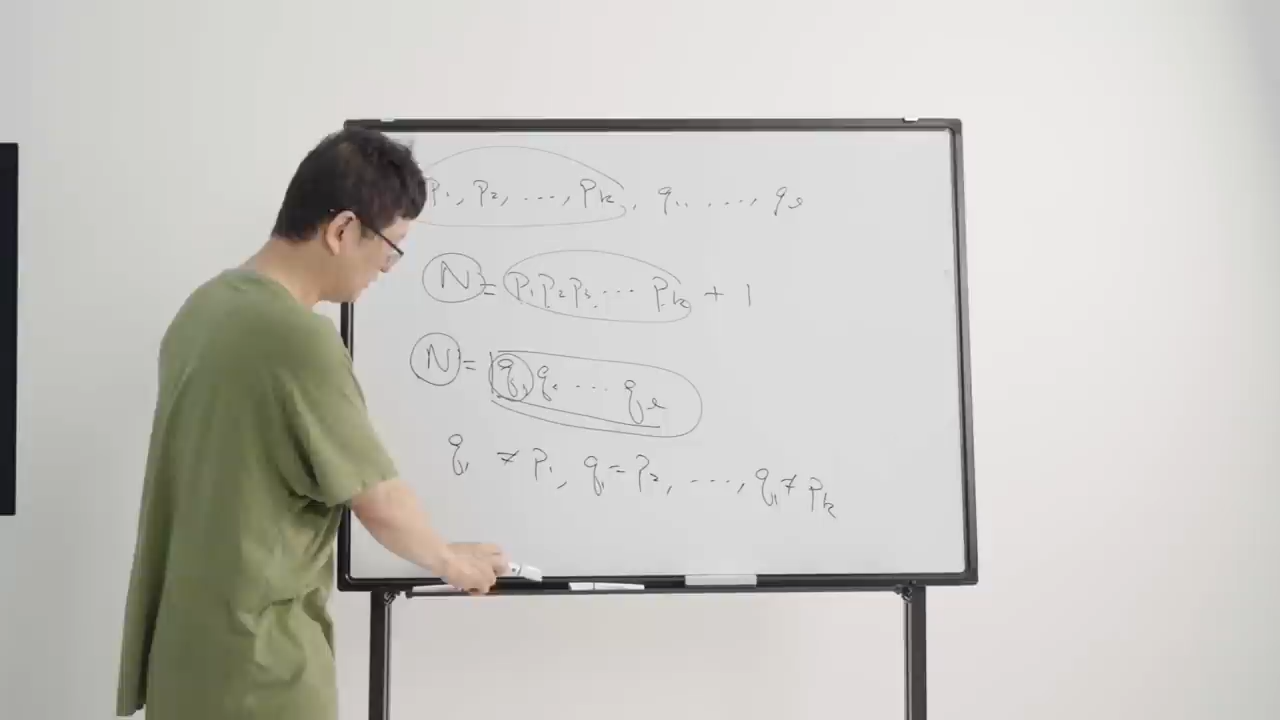 p₁, p₂, ..., pₖ, q₁, ..., qₗ
N = p₁p₂p₃ ... pₖ + 1
N = q₁q₂ ... qₗ
q₁ ≠ p₁, q₁ = p₂, ..., q₁ ≠ pₖ